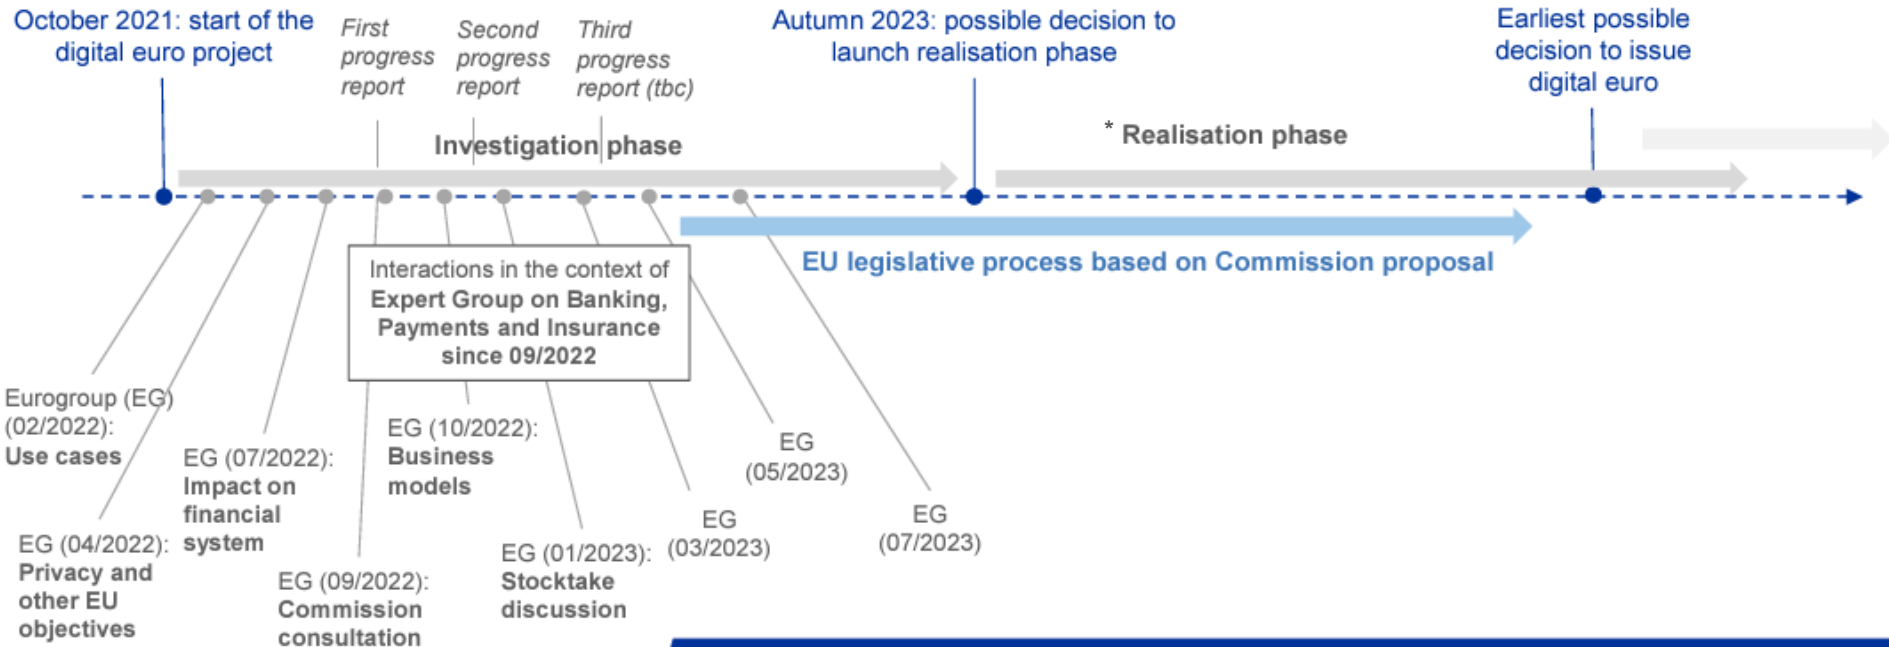 October 2021: start of the
digital euro project
First
progress
report
Second
progress
report
Third
progress
report (tbc)
Autumn 2023: possible decision to
launch realisation phase
Earliest possible
decision to issue
digital euro
Investigation phase
* Realisation phase
EU legislative process based on Commission proposal
Interactions in the context of
Expert Group on Banking,
Payments and Insurance
since 09/2022
Eurogroup (EG)
(02/2022):
Use cases
EG (04/2022):
Privacy and
other EU
objectives
EG (07/2022):
Impact on
financial
system
EG (09/2022):
Commission
consultation
EG (10/2022):
Business
models
EG (01/2023):
Stocktake
discussion
EG
(03/2023)
EG
(05/2023)
EG
(07/2023)